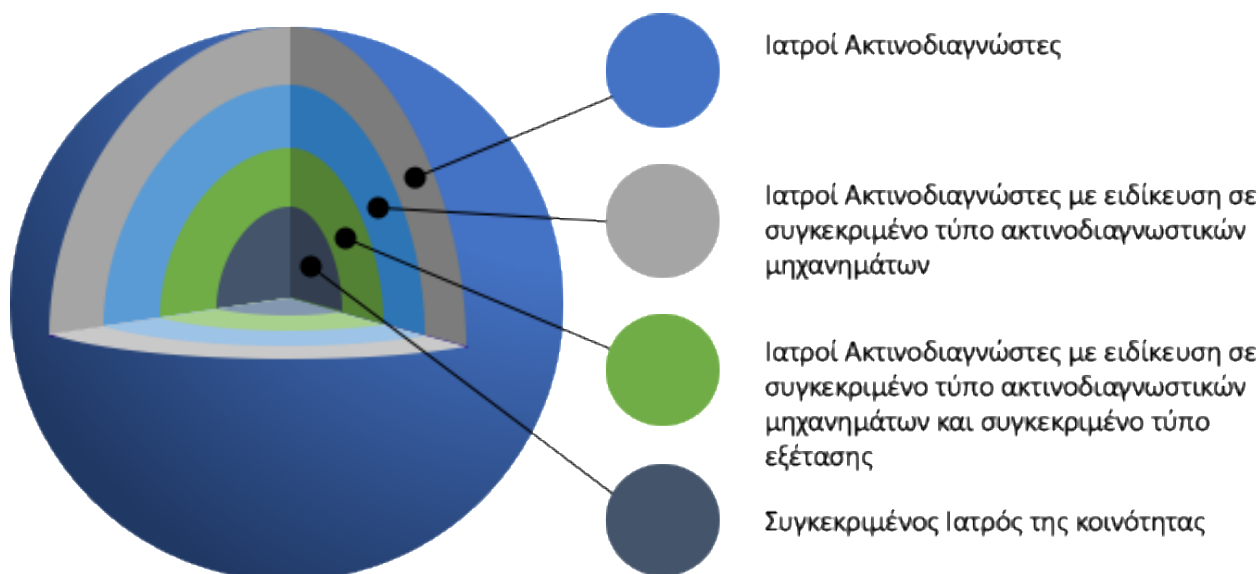 Ιατροί Ακτινοδιαγνώστες
Ιατροί Ακτινοδιαγνώστες με ειδίκευση σε
συγκεκριμένο τύπο ακτινοδιαγνωστικών
μηχανημάτων
Ιατροί Ακτινοδιαγνώστες με ειδίκευση σε
συγκεκριμένο τύπο ακτινοδιαγνωστικών
μηχανημάτων και συγκεκριμένο τύπο
εξέτασης
Συγκεκριμένος Ιατρός της κοινότητας